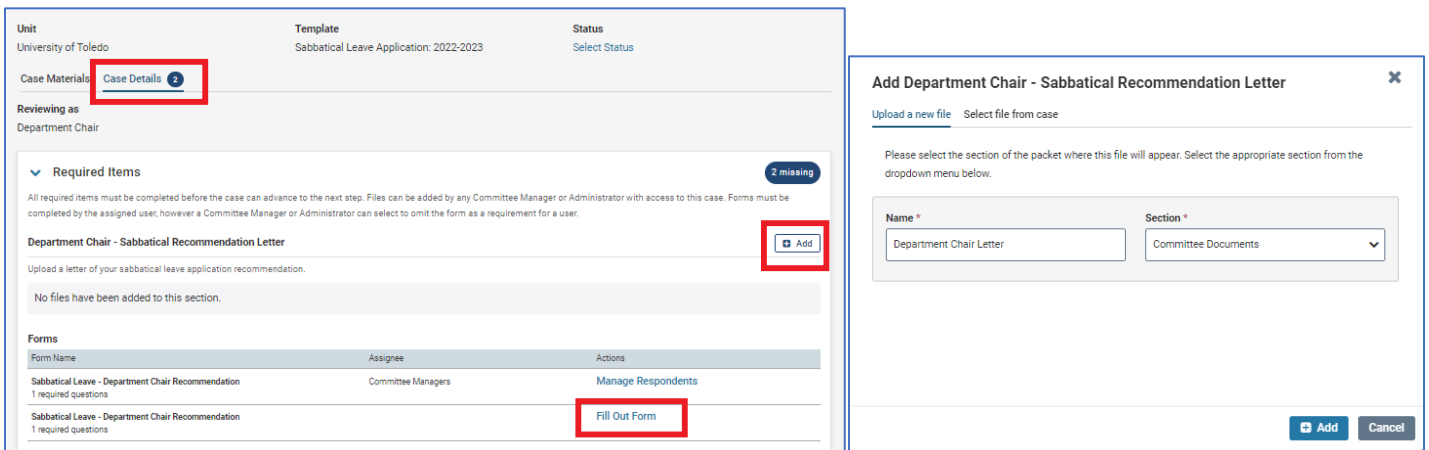 Unit Template Status
University of Toledo Sabbatical Leave Application: 2022-2023 Select Status
Case Materials Case Details 2
Reviewing as
Department Chair
Required Items 2 missing
All required items must be completed before the case can advance to the next step. Files can be added by any Committee Manager or Administrator with access to this case. Forms must be
completed by the assigned user, however a Committee Manager or Administrator can select to omit the form as a requirement for a user.
Department Chair - Sabbatical Recommendation Letter Add
Upload a letter of your sabbatical leave application recommendation.
No files have been added to this section.
Forms
Form Name Assignee Actions
Sabbatical Leave - Department Chair Recommendation Committee Managers Manage Respondents
1 required questions
Sabbatical Leave - Department Chair Recommendation Fill Out Form
1 required questions
Add Department Chair - Sabbatical Recommendation Letter
Upload a new file Select file from case
Please select the section of the packet where this file will appear. Select the appropriate section from the
dropdown menu below.
Name * Section *
Department Chair Letter Committee Documents
Add Cancel